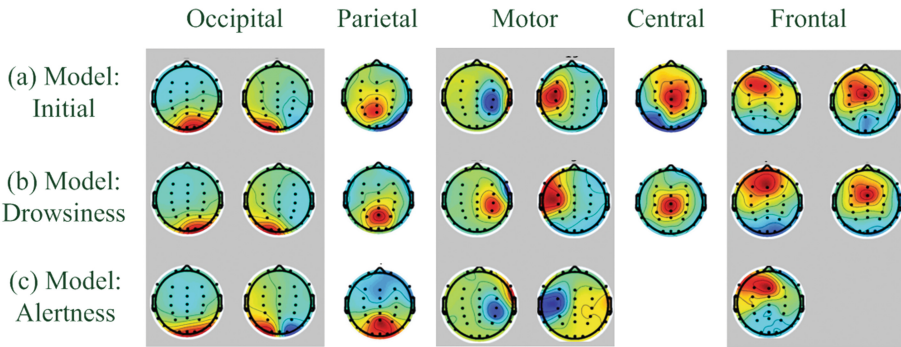 Occipital Parietal Motor Central Frontal
(a) Model:
Initial
(b) Model:
Drowsiness
(c) Model:
Alertness